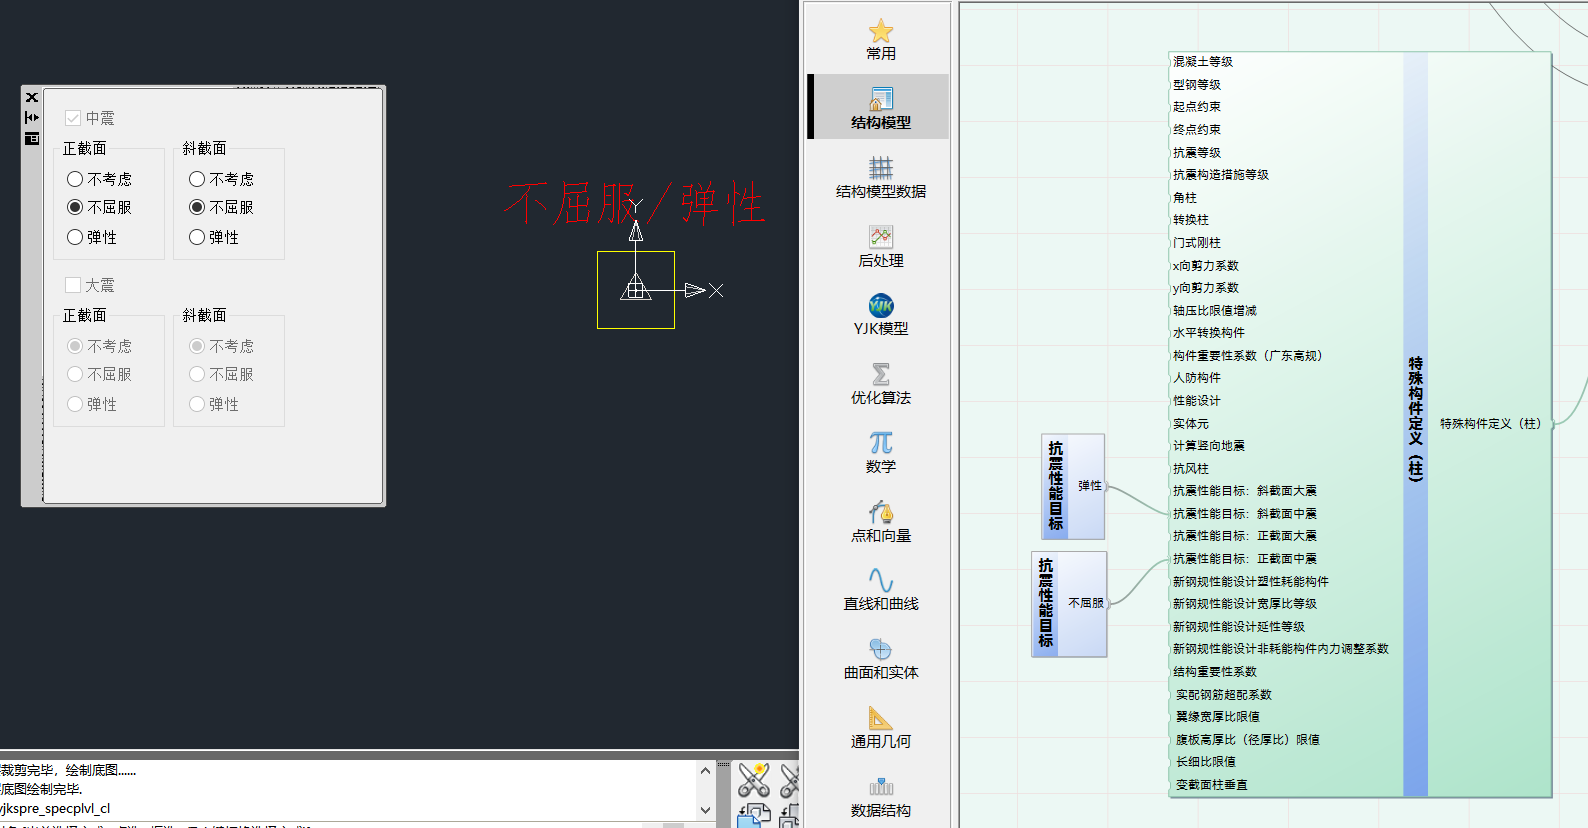 中震
正截面
斜截面
不考虑
不考虑
不屈服
不屈服
弹性
弹性
大震
正截面
斜截面
不考虑
不考虑
不屈服
不屈服
弹性
弹性
不屈服/弹性
Y
X
裁剪完毕，绘制底图......
底图绘制完毕.
yjkspre_specplvl_cl
常用
结构模型
结构模型数据
后处理
YJK
YJK模型
优化算法
数学
点和向量
直线和曲线
曲面和实体
通用几何
数据结构
抗震性能目标
弹性
抗震性能目标
不屈服
混凝土等级
型钢等级
起点约束
终点约束
抗震等级
抗震构造措施等级
角柱
转换柱
门式刚柱
x向剪力系数
y向剪力系数
轴压比限值增减
水平转换构件
构件重要性系数（广东高规）
人防构件
性能设计
实体元
计算竖向地震
抗风柱
抗震性能目标：斜截面大震
抗震性能目标：斜截面中震
抗震性能目标：正截面大震
抗震性能目标：正截面中震
新钢规性能设计塑性耗能构件
新钢规性能设计宽厚比等级
新钢规性能设计延性等级
新钢规性能设计非耗能构件内力调整系数
结构重要性系数
实配钢筋超配系数
翼缘宽厚比限值
腹板高厚比（径厚比）限值
长细比限值
变截面柱垂直
特殊构件定义（柱）
特殊构件定义（柱）